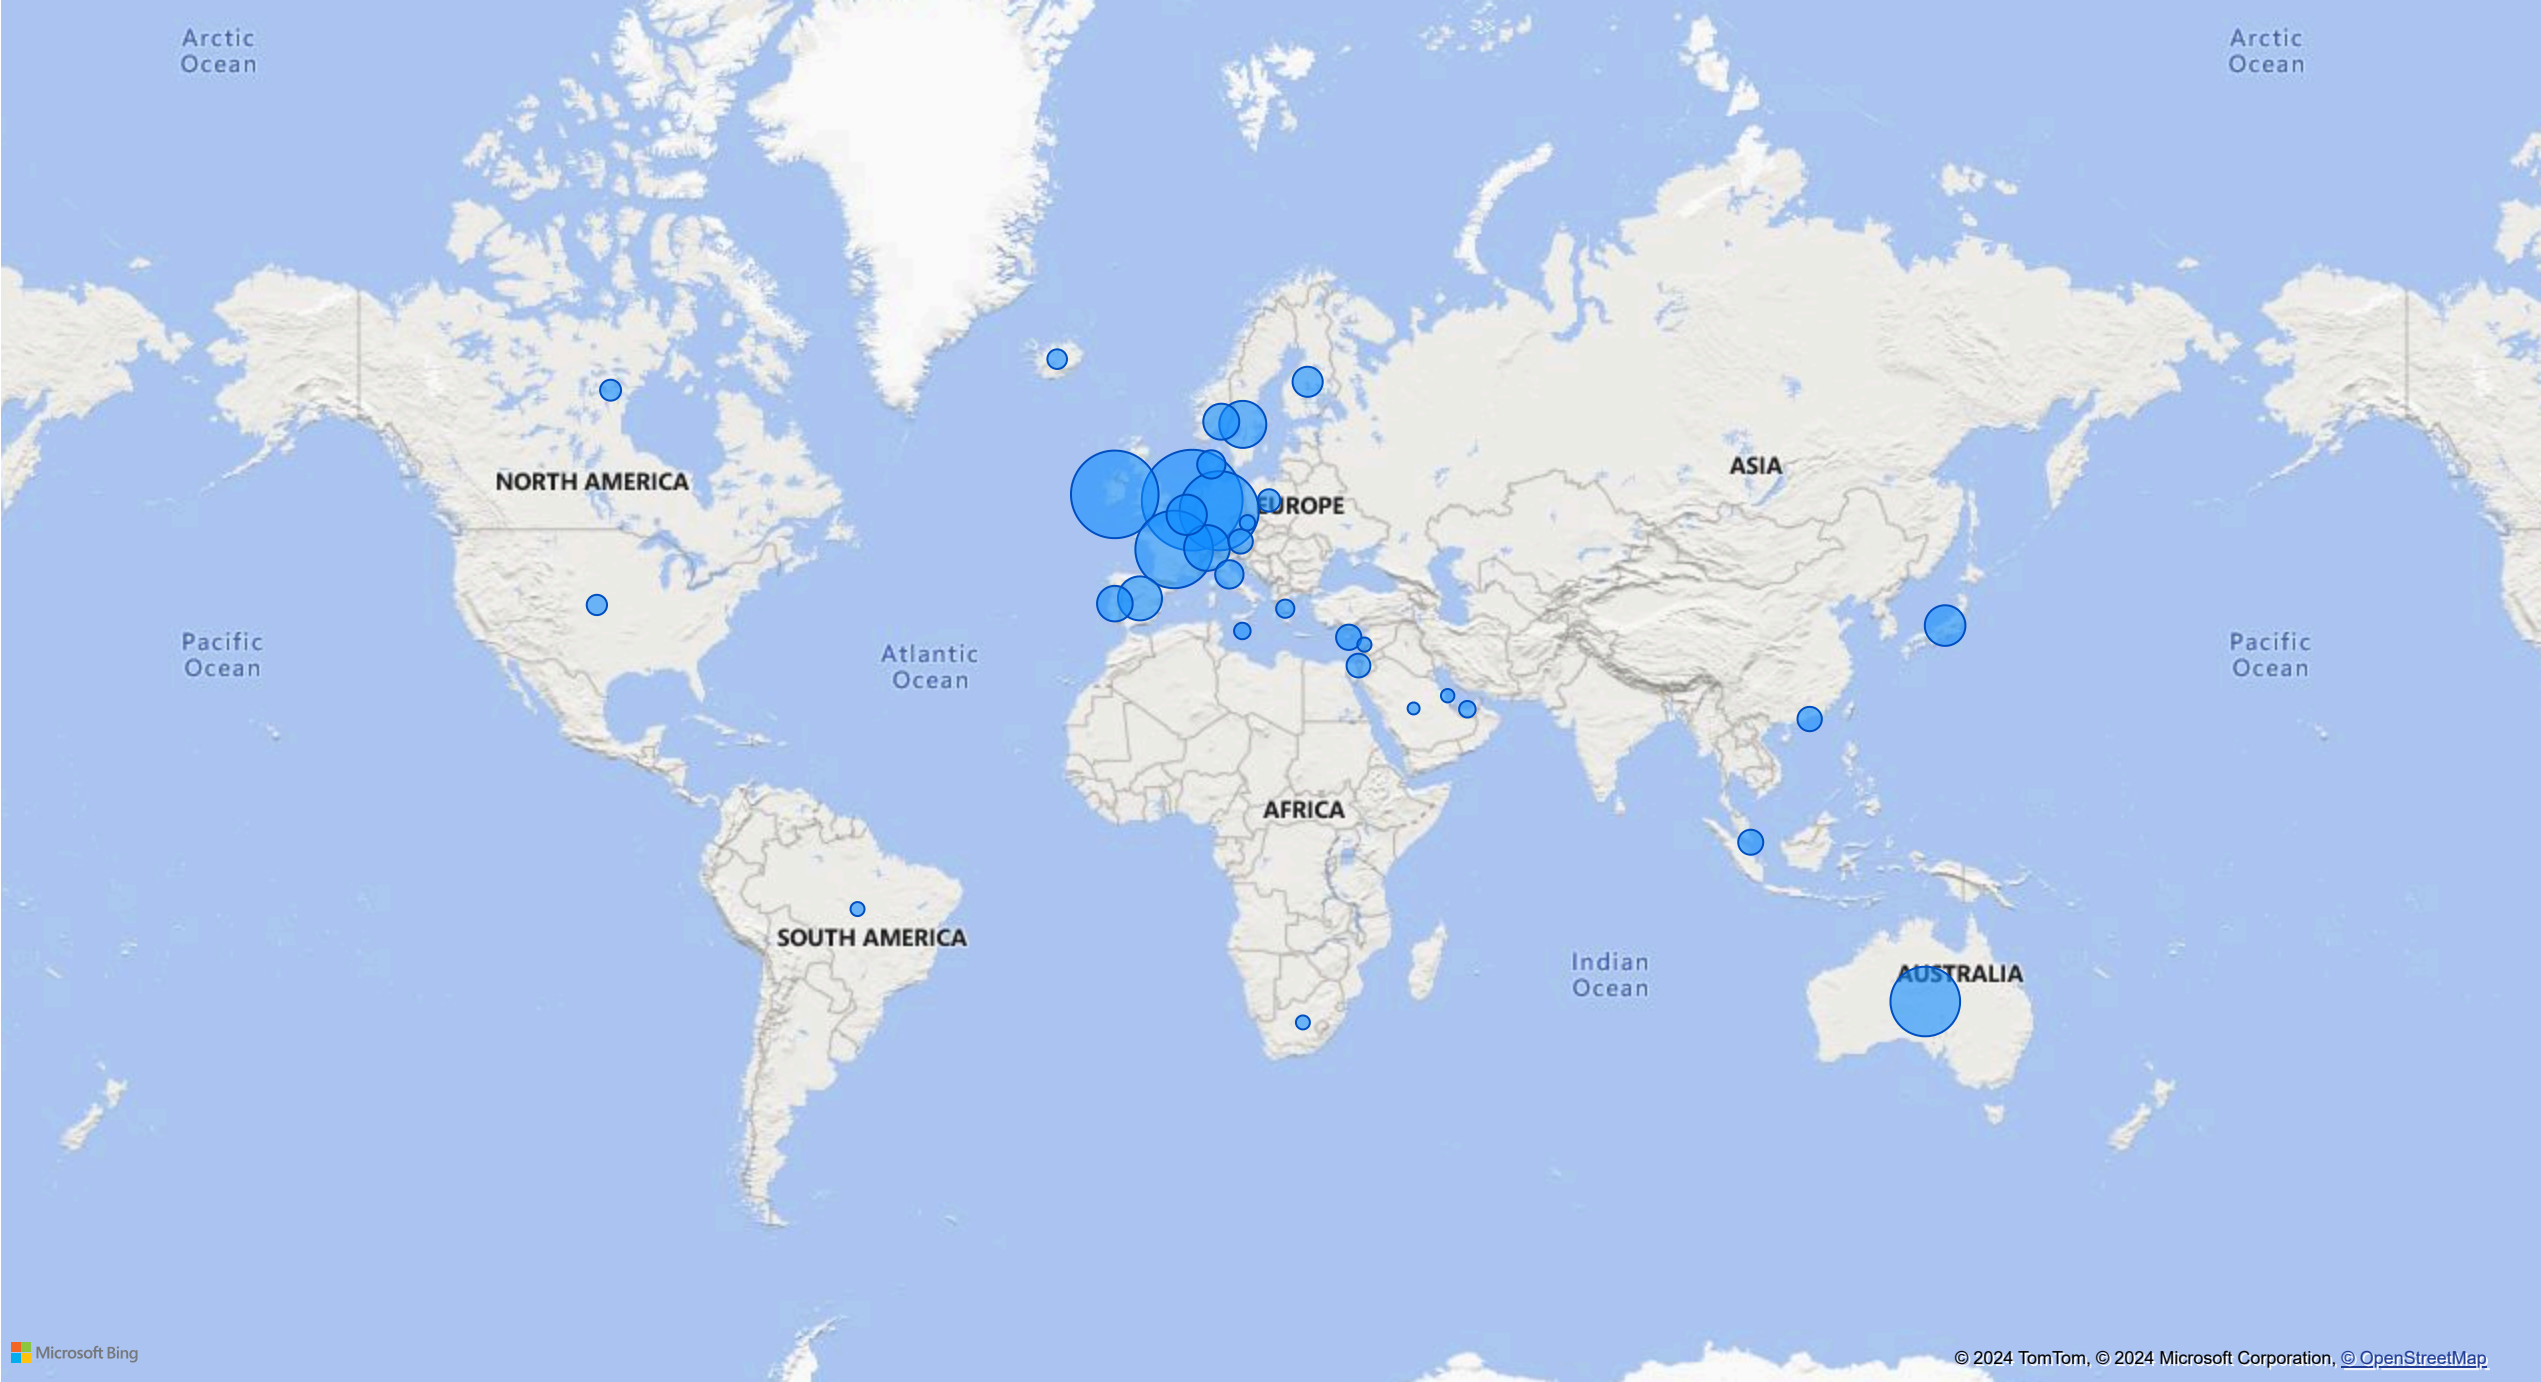 Arctic
Ocean
Arctic
Ocean
NORTH AMERICA
EUROPE
ASIA
Pacific
Ocean
Atlantic
Ocean
Pacific
Ocean
AFRICA
SOUTH AMERICA
Indian
Ocean
AUSTRALIA
Microsoft Bing
© 2024 TomTom, © 2024 Microsoft Corporation, © OpenStreetMap